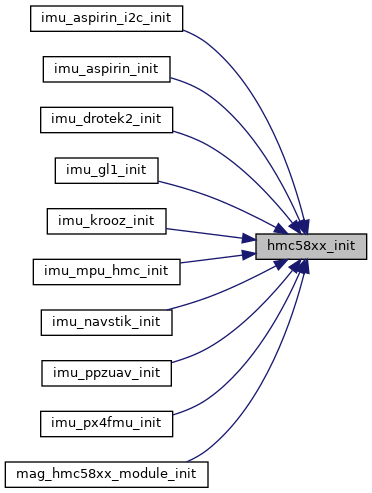 imu_aspirin_i2c_init
imu_aspirin_init
imu_drotek2_init
imu_gl1_init
imu_krooz_init
hmc58xx_init
imu_mpu_hmc_init
imu_navstik_init
imu_ppzuav_init
imu_px4fmu_init
mag_hmc58xx_module_init